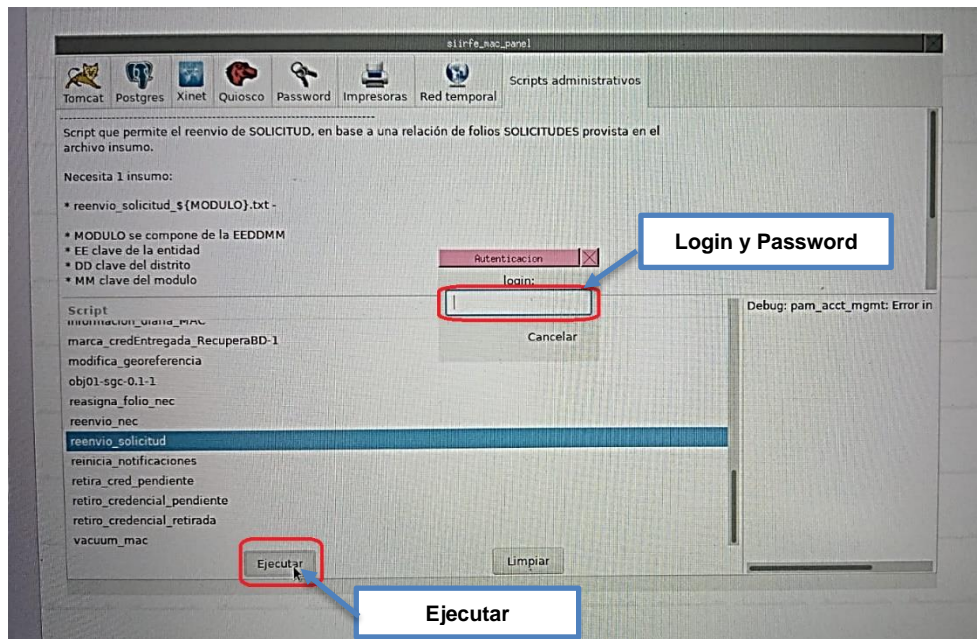 siirfe_mac_panel
Tomcat Postgres Xinet Quiosco Password Impresoras Red temporal Scripts administrativos
Script que permite el reenvio de SOLICITUD, en base a una relación de folios SOLICITUDES provista en el
archivo insumo.
Necesita 1 insumo:
* reenvio_solicitud_${MODULO}.txt -
* MODULO se compone de la EEDDMM
* EE clave de la entidad
* DD clave del distrito
* MM clave del modulo
Login y Password
Autenticacion
login:
Cancelar
Script
marca_credEntregada_RecuperaBD-1
modifica_georeferencia
obj01-sgc-0.1-1
reasigna_folio_nec
reenvio_nec
reenvio_solicitud
reinicia_notificaciones
retira_cred_pendiente
retiro_credencial_pendiente
retiro_credencial_retirada
vacuum_mac
Debug: pam_acct_mgmt: Error in
Ejecutar
Limpiar
Ejecutar